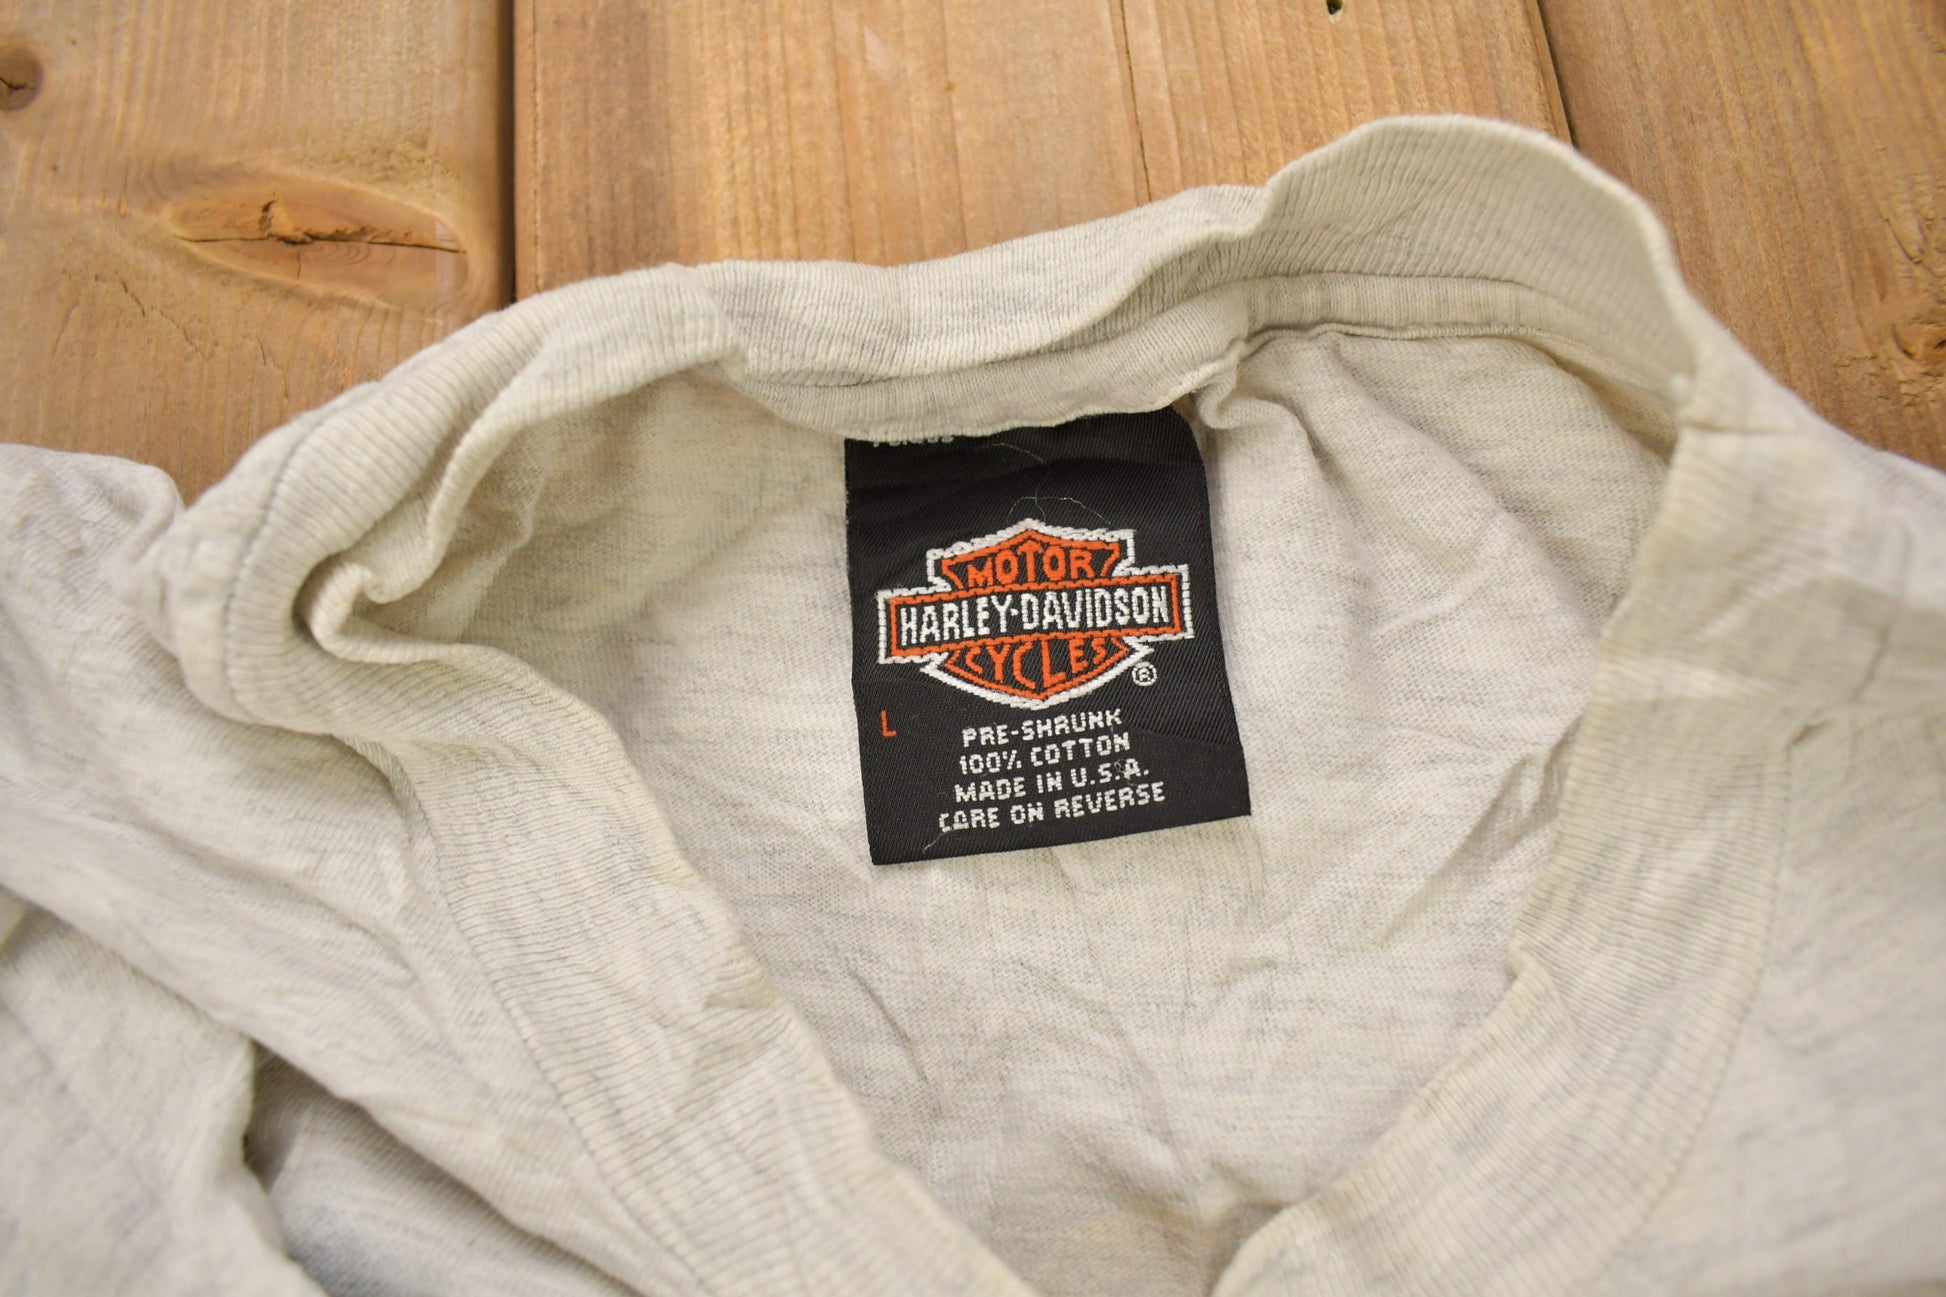 MOTOR
HARLEY-DAVIDSON
CYCLES
®
L
PRE-SHRUNK
100% COTTON
MADE IN U.S.A.
CARE ON REVERSE